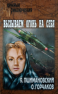 ВЫЗЫВАЕМ ОГОНЬ НА СЕБЯ
Я. ПШИМАНОВСКИЙ
О. ГОРЧАКОВ